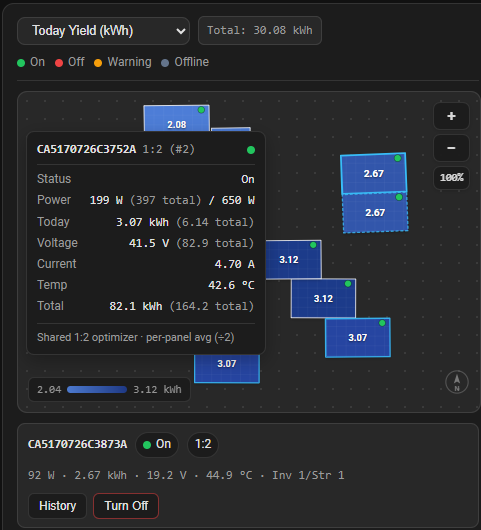 Today Yield (kWh)
Total: 30.08 kWh
On
Off
Warning
Offline
2.08
+
−
100%
CA5170726C3752A 1:2 (#2)
Status On
Power 199 W (397 total) / 650 W
Today 3.07 kWh (6.14 total)
Voltage 41.5 V (82.9 total)
Current 4.70 A
Temp 42.6 °C
Total 82.1 kWh (164.2 total)
Shared 1:2 optimizer · per-panel avg (÷2)
2.67
2.67
3.12
3.12
3.07
3.07
2.04 3.12 kWh
N
CA5170726C3873A On 1:2
92 W · 2.67 kWh · 19.2 V · 44.9 °C · Inv 1/Str 1
History
Turn Off